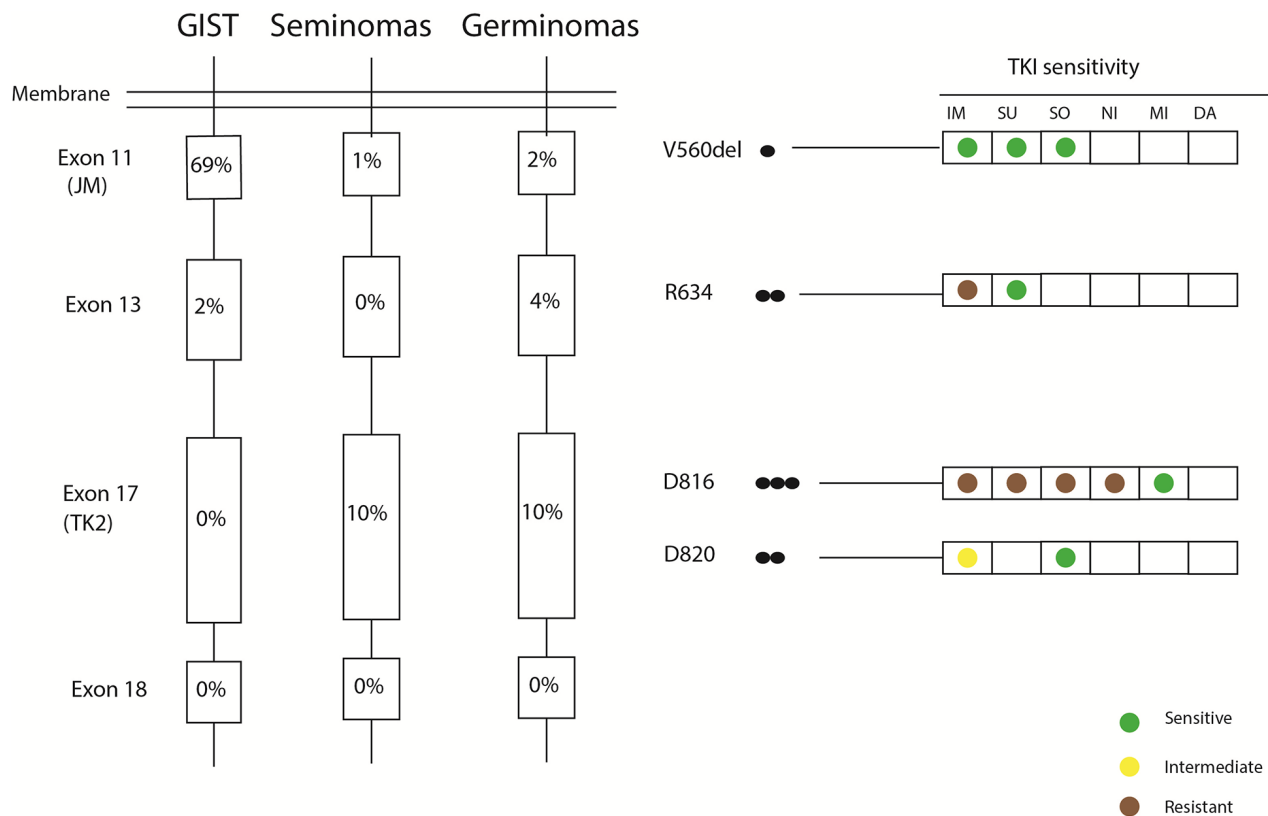 GIST Seminomas Germinomas
Membrane
Exon 11
(JM)
69% 1% 2%
Exon 13
2% 0% 4%
Exon 17
(TK2)
0% 10% 10%
Exon 18
0% 0% 0%
TKI sensitivity
IM SU SO NI MI DA
V560del
R634
D816
D820
Sensitive
Intermediate
Resistant